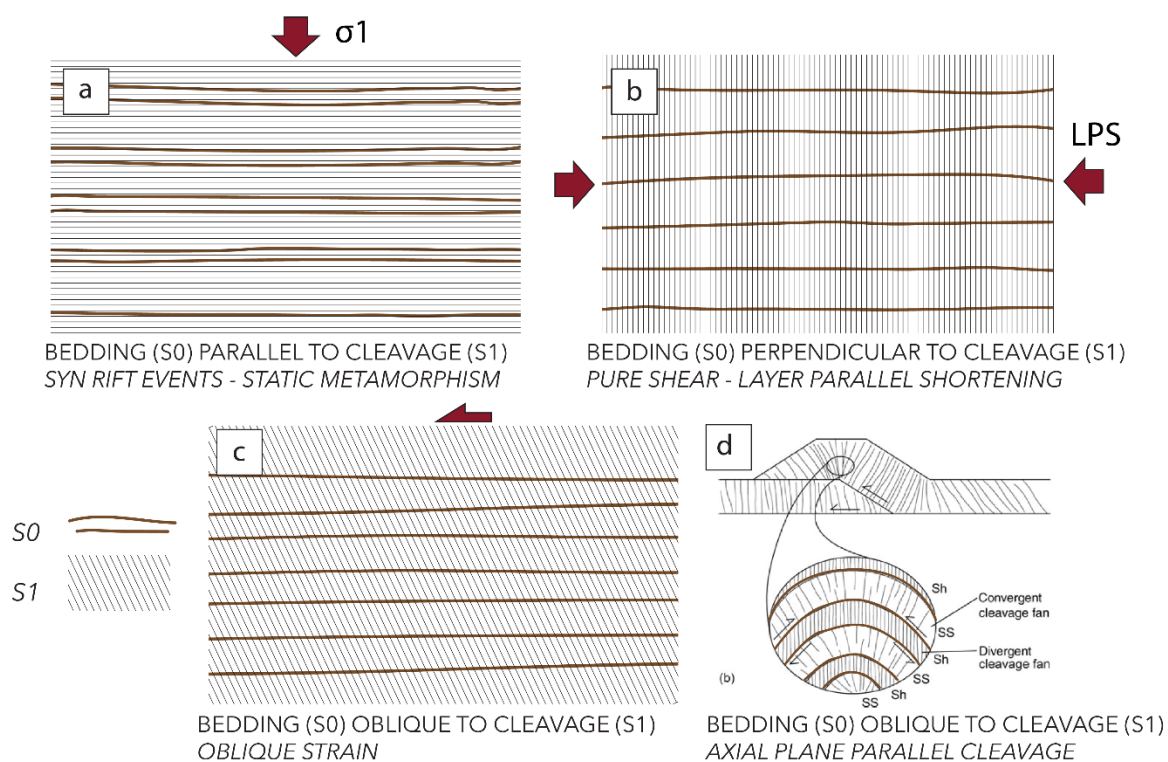 σ1
a
b
LPS
BEDDING (S0) PARALLEL TO CLEAVAGE (S1)
SYN RIFT EVENTS - STATIC METAMORPHISM
BEDDING (S0) PERPENDICULAR TO CLEAVAGE (S1)
PURE SHEAR - LAYER PARALLEL SHORTENING
c
d
S0
S1
Sh
Convergent
cleavage fan
SS
Sh
Divergent
cleavage fan
SS
Sh
SS
(b)
BEDDING (S0) OBLIQUE TO CLEAVAGE (S1)
OBLIQUE STRAIN
BEDDING (S0) OBLIQUE TO CLEAVAGE (S1)
AXIAL PLANE PARALLEL CLEAVAGE